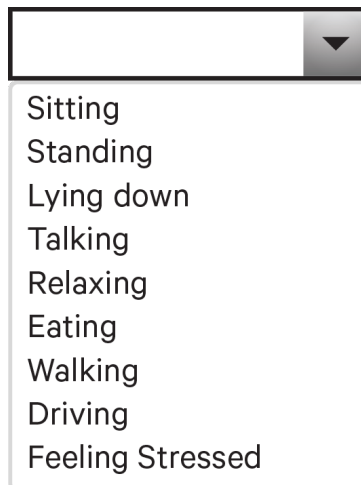 Sitting
Standing
Lying down
Talking
Relaxing
Eating
Walking
Driving
Feeling Stressed